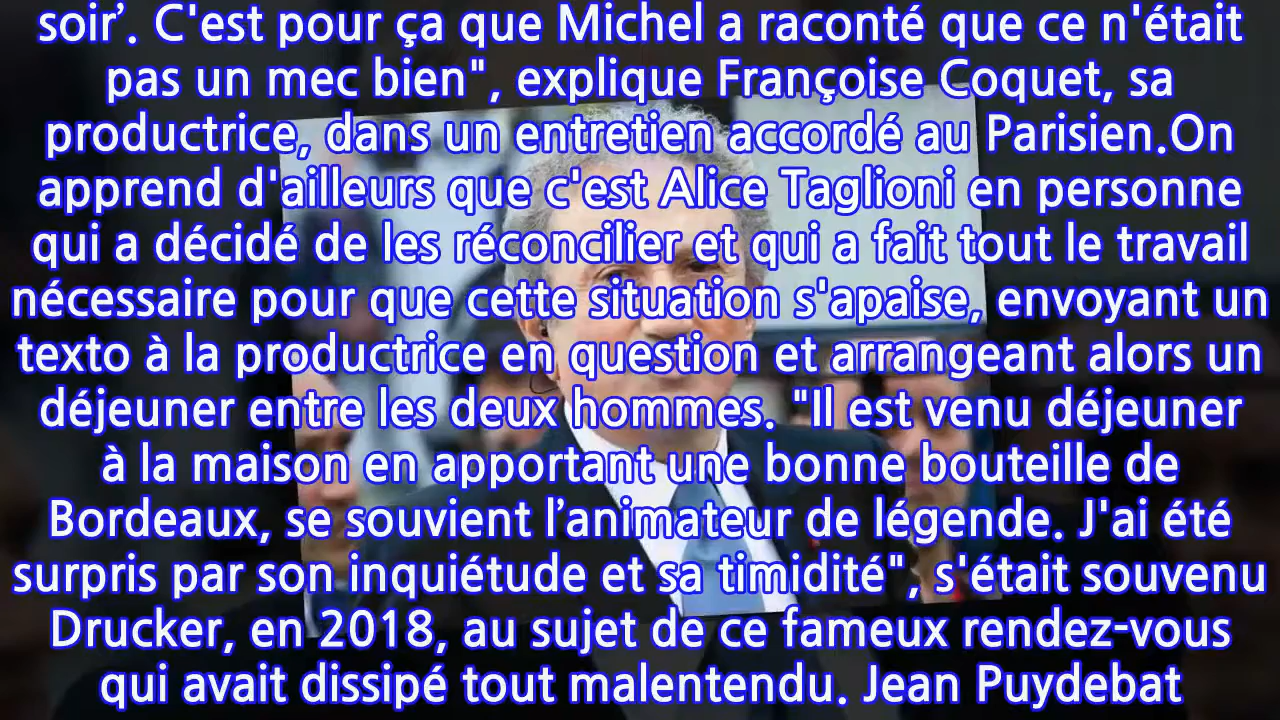 soir’. C'est pour ça que Michel a raconté que ce n'était
pas un mec bien", explique Françoise Coquet, sa
productrice, dans un entretien accordé au Parisien.On
apprend d'ailleurs que c'est Alice Taglioni en personne
qui a décidé de les réconcilier et qui a fait tout le travail
nécessaire pour que cette situation s'apaise, envoyant un
texto à la productrice en question et arrangeant alors un
déjeuner entre les deux hommes. "Il est venu déjeuner
à la maison en apportant une bonne bouteille de
Bordeaux, se souvient l’animateur de légende. J'ai été
surpris par son inquiétude et sa timidité", s'était souvenu
Drucker, en 2018, au sujet de ce fameux rendez-vous
qui avait dissipé tout malentendu. Jean Puydebat